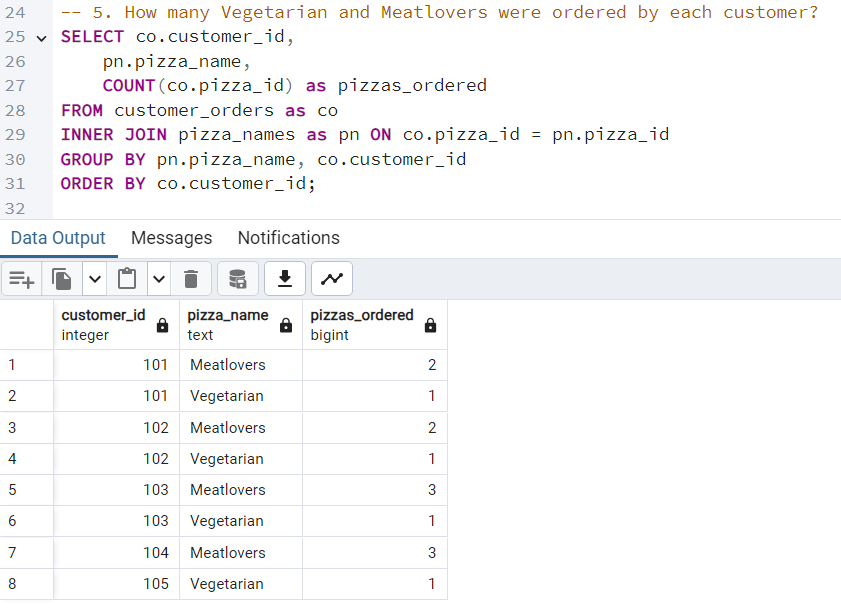 24 -- 5. How many Vegetarian and Meatlovers were ordered by each customer?
25 SELECT co.customer_id,
26 pn.pizza_name,
27 COUNT(co.pizza_id) as pizzas_ordered
28 FROM customer_orders as co
29 INNER JOIN pizza_names as pn ON co.pizza_id = pn.pizza_id
30 GROUP BY pn.pizza_name, co.customer_id
31 ORDER BY co.customer_id;
32
Data Output Messages Notifications
customer_id pizza_name pizzas_ordered
integer text bigint
1 101 Meatlovers 2
2 101 Vegetarian 1
3 102 Meatlovers 2
4 102 Vegetarian 1
5 103 Meatlovers 3
6 103 Vegetarian 1
7 104 Meatlovers 3
8 105 Vegetarian 1